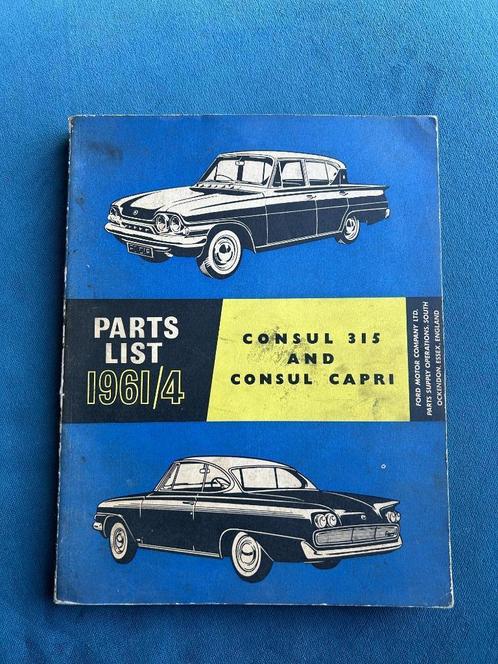 PARTS
LIST
1961/4
CONSUL 315
AND
CONSUL CAPRI
FORD MOTOR COMPANY LTD.
PARTS SUPPLY OPERATIONS. SOUTH
OCKENDON. ESSEX. ENGLAND